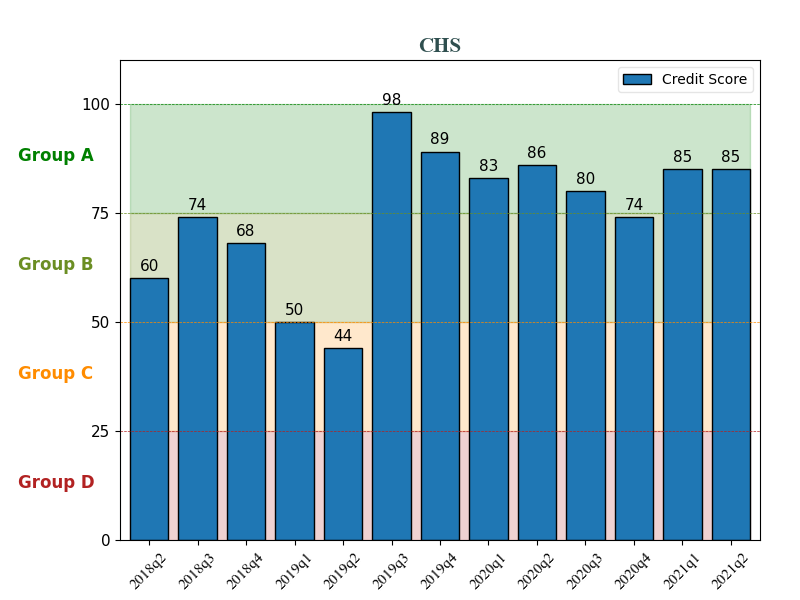 CHS
Credit Score
100
75
50
25
0
Group A
Group B
Group C
Group D
60
74
68
50
44
98
89
83
86
80
74
85
85
2018q2
2018q3
2018q4
2019q1
2019q2
2019q3
2019q4
2020q1
2020q2
2020q3
2020q4
2021q1
2021q2